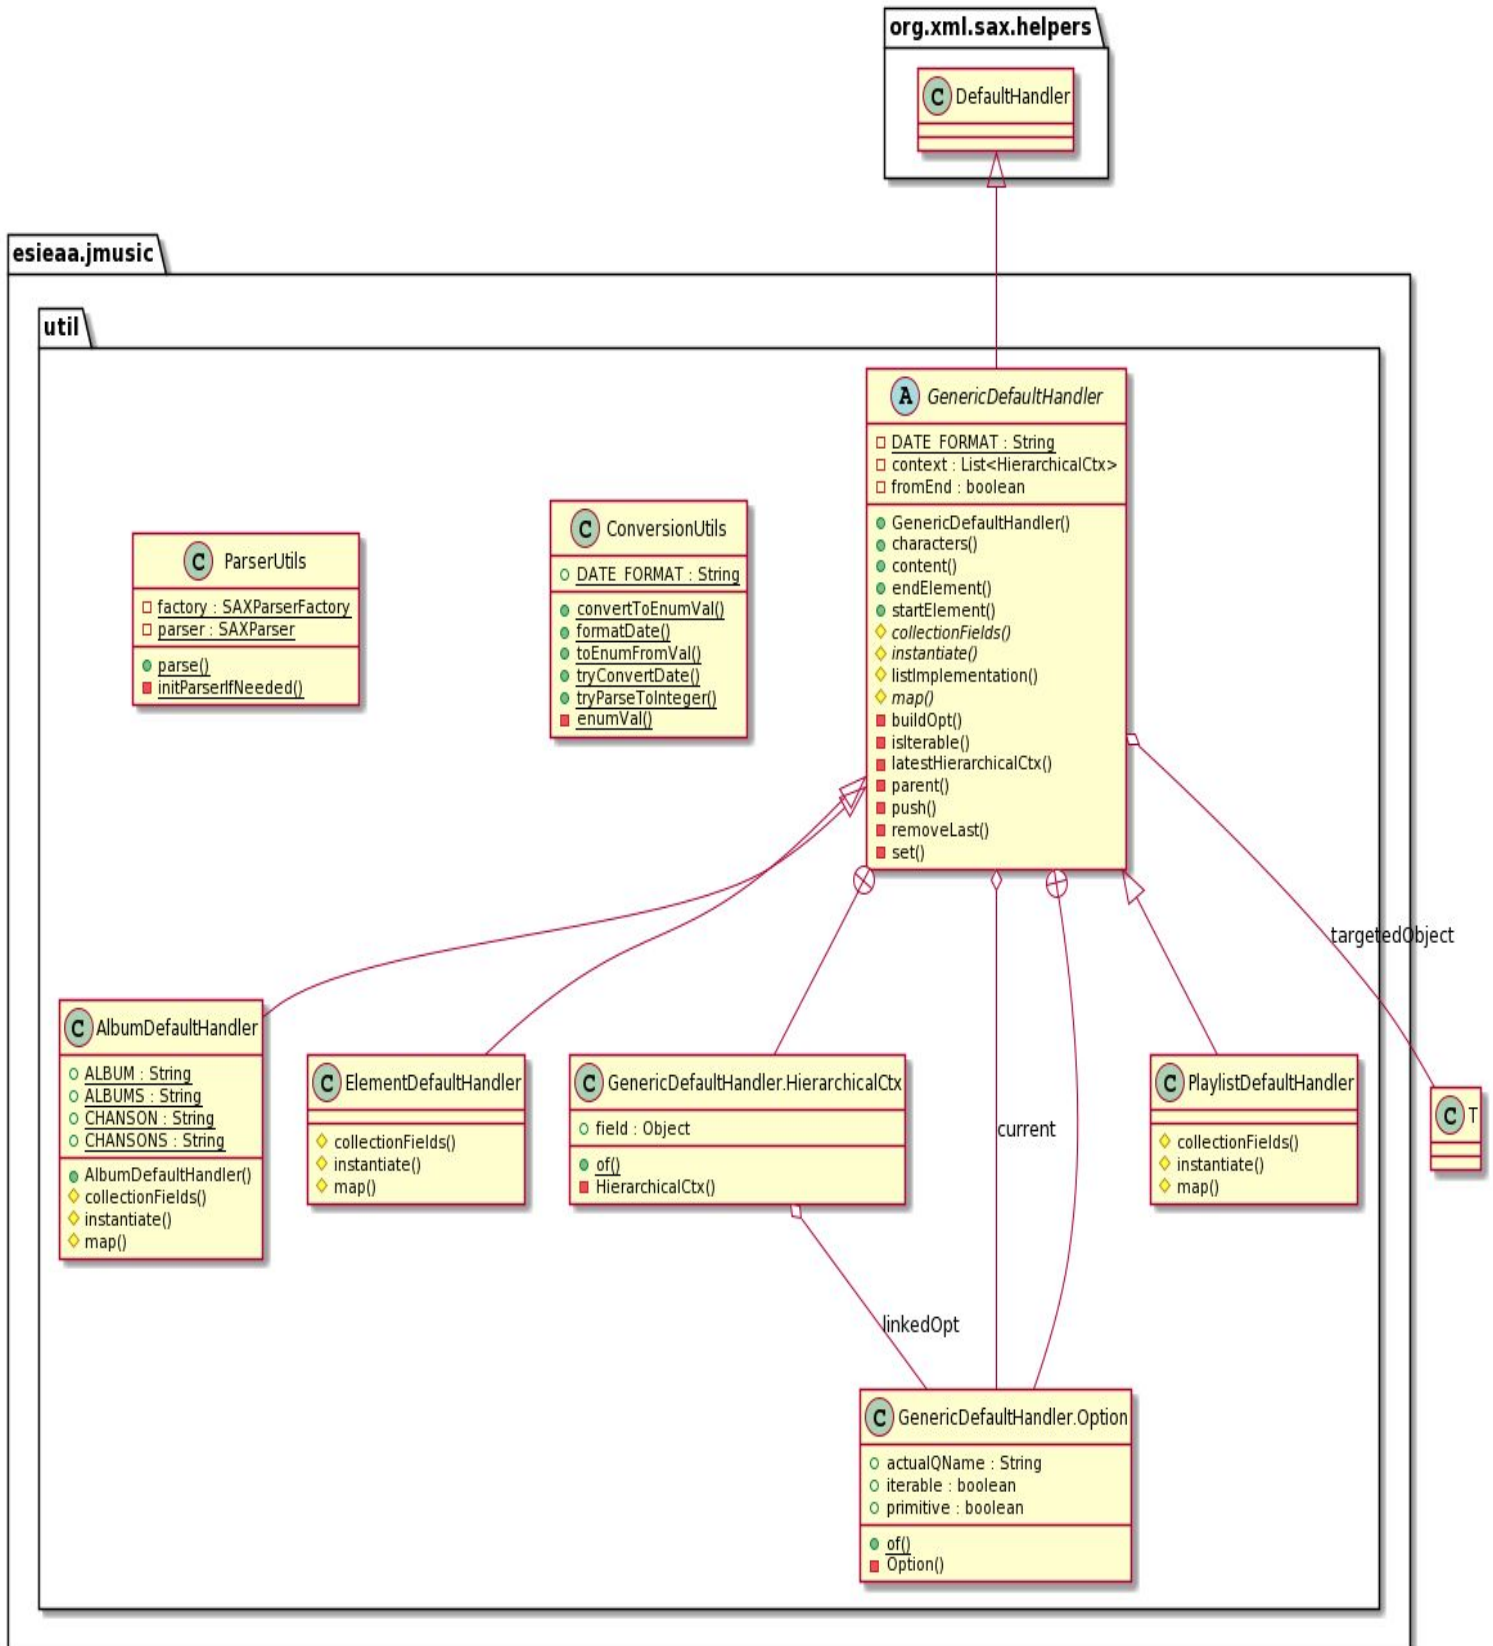 org.xml.sax.helpers
C DefaultHandler
esieaa.jmusic
util
A GenericDefaultHandler
DATE_FORMAT : String
context : List<HierarchicalCtx>
fromEnd : boolean
GenericDefaultHandler()
characters()
content()
endElement()
startElement()
collectionFields()
instantiate()
listImplementation()
map()
buildOpt()
isIterable()
latestHierarchicalCtx()
parent()
push()
removeLast()
set()
C ParserUtils
factory : SAXParserFactory
parser : SAXParser
parse()
initParserIfNeeded()
C ConversionUtils
DATE_FORMAT : String
convertToEnumVal()
formatDate()
toEnumFromVal()
tryConvertDate()
tryParseToInteger()
enumVal()
targetedObject
C AlbumDefaultHandler
ALBUM : String
ALBUMS : String
CHANSON : String
CHANSONS : String
AlbumDefaultHandler()
collectionFields()
instantiate()
map()
C ElementDefaultHandler
collectionFields()
instantiate()
map()
C GenericDefaultHandler.HierarchicalCtx
field : Object
of()
HierarchicalCtx()
current
C PlaylistDefaultHandler
collectionFields()
instantiate()
map()
C T
linkedOpt
C GenericDefaultHandler.Option
actualQName : String
iterable : boolean
primitive : boolean
of()
Option()